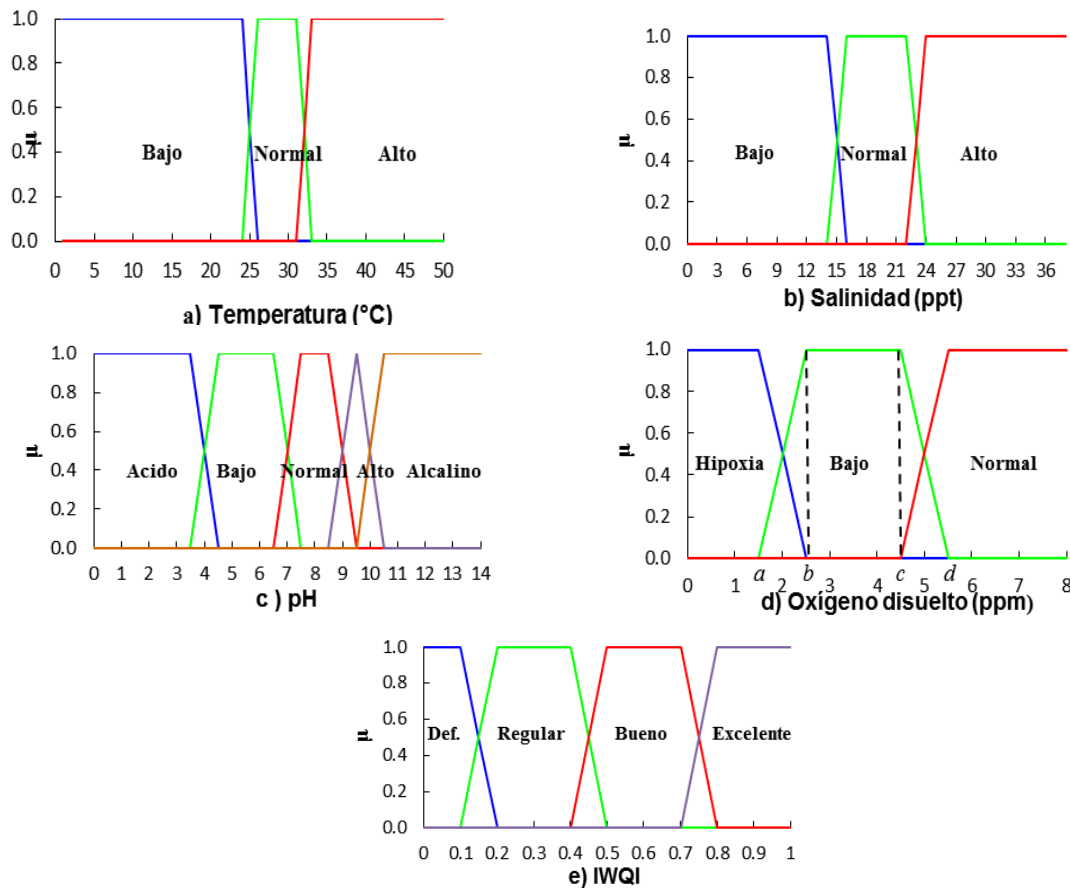 1.0
0.8
0.6
0.4
0.2
0.0
μ
Bajo Normal Alto
0 5 10 15 20 25 30 35 40 45 50
a) Temperatura (°C)
1.0
0.8
0.6
0.4
0.2
0.0
μ
Bajo Normal Alto
0 3 6 9 12 15 18 21 24 27 30 33 36
b) Salinidad (ppt)
1.0
0.8
0.6
0.4
0.2
0.0
μ
Acido Bajo Normal Alto Alcalino
0 1 2 3 4 5 6 7 8 9 10 11 12 13 14
c ) pH
1.0
0.8
0.6
0.4
0.2
0.0
μ
Hipoxia Bajo Normal
0 1 a 2 b 3 4 c 5 d 6 7 8
d) Oxígeno disuelto (ppm)
1.0
0.8
0.6
0.4
0.2
0.0
μ
Def. Regular Bueno Excelente
0 0.1 0.2 0.3 0.4 0.5 0.6 0.7 0.8 0.9 1
e) IWQI